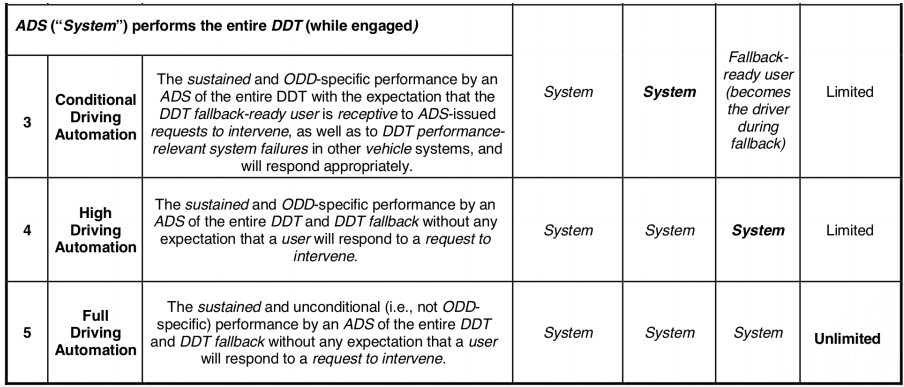 ADS (“System”) performs the entire DDT (while engaged)
3
Conditional
Driving
Automation
The sustained and ODD-specific performance by an
ADS of the entire DDT with the expectation that the
DDT fallback-ready user is receptive to ADS-issued
requests to intervene, as well as to DDT performance-
relevant system failures in other vehicle systems, and
will respond appropriately.
System
System
Fallback-
ready user
(becomes
the driver
during
fallback)
Limited
4
High
Driving
Automation
The sustained and ODD-specific performance by an
ADS of the entire DDT and DDT fallback without any
expectation that a user will respond to a request to
intervene.
System
System
System
Limited
5
Full
Driving
Automation
The sustained and unconditional (i.e., not ODD-
specific) performance by an ADS of the entire DDT
and DDT fallback without any expectation that a user
will respond to a request to intervene.
System
System
System
Unlimited